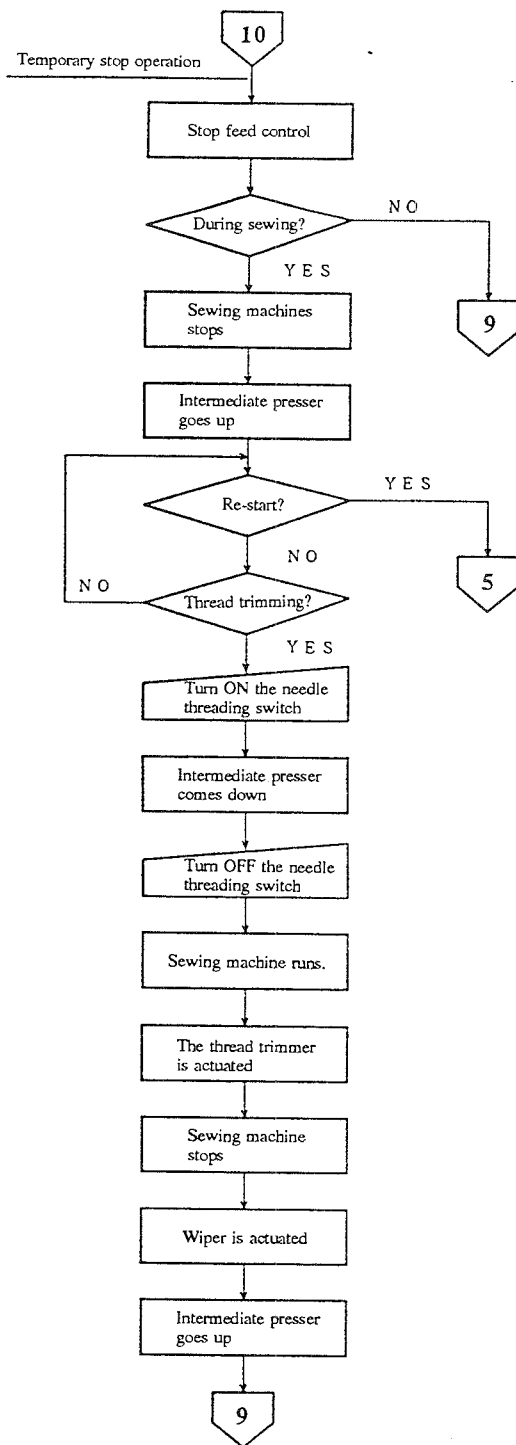 10
Temporary stop operation
Stop feed control
During sewing?
NO
YES
9
Sewing machines
stops
Intermediate presser
goes up
Re-start?
YES
5
NO
Thread trimming?
NO
YES
Turn ON the needle
threading switch
Intermediate presser
comes down
Turn OFF the needle
threading switch
Sewing machine runs.
The thread trimmer
is actuated
Sewing machine
stops
Wiper is actuated
Intermediate presser
goes up
9